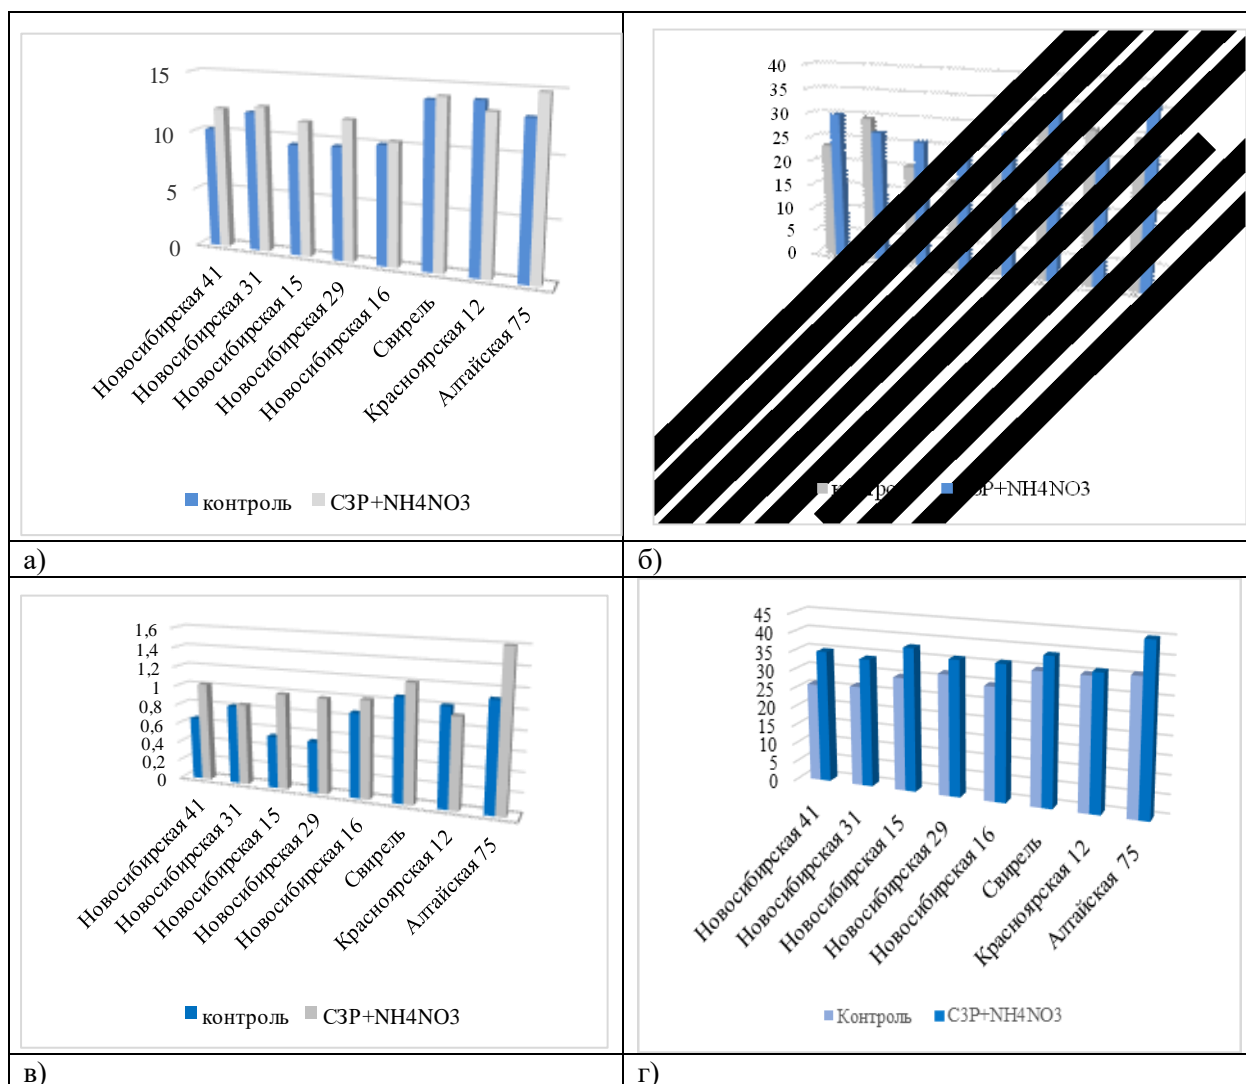 15
10
5
0
Новосибирская 41
Новосибирская 31
Новосибирская 15
Новосибирская 29
Новосибирская 16
Свирель
Красноярская 12
Алтайская 75
контроль СЗР+NH4NO3
а)
40
35
30
25
20
15
10
5
0
б)
1,6
1,4
1,2
1
0,8
0,6
0,4
0,2
0
Новосибирская 41
Новосибирская 31
Новосибирская 15
Новосибирская 29
Новосибирская 16
Свирель
Красноярская 12
Алтайская 75
контроль СЗР+NH4NO3
в)
45
40
35
30
25
20
15
10
5
0
Новосибирская 41
Новосибирская 31
Новосибирская 15
Новосибирская 29
Новосибирская 16
Свирель
Красноярская 12
Алтайская 75
Контроль СЗР+NH4NO3
г)